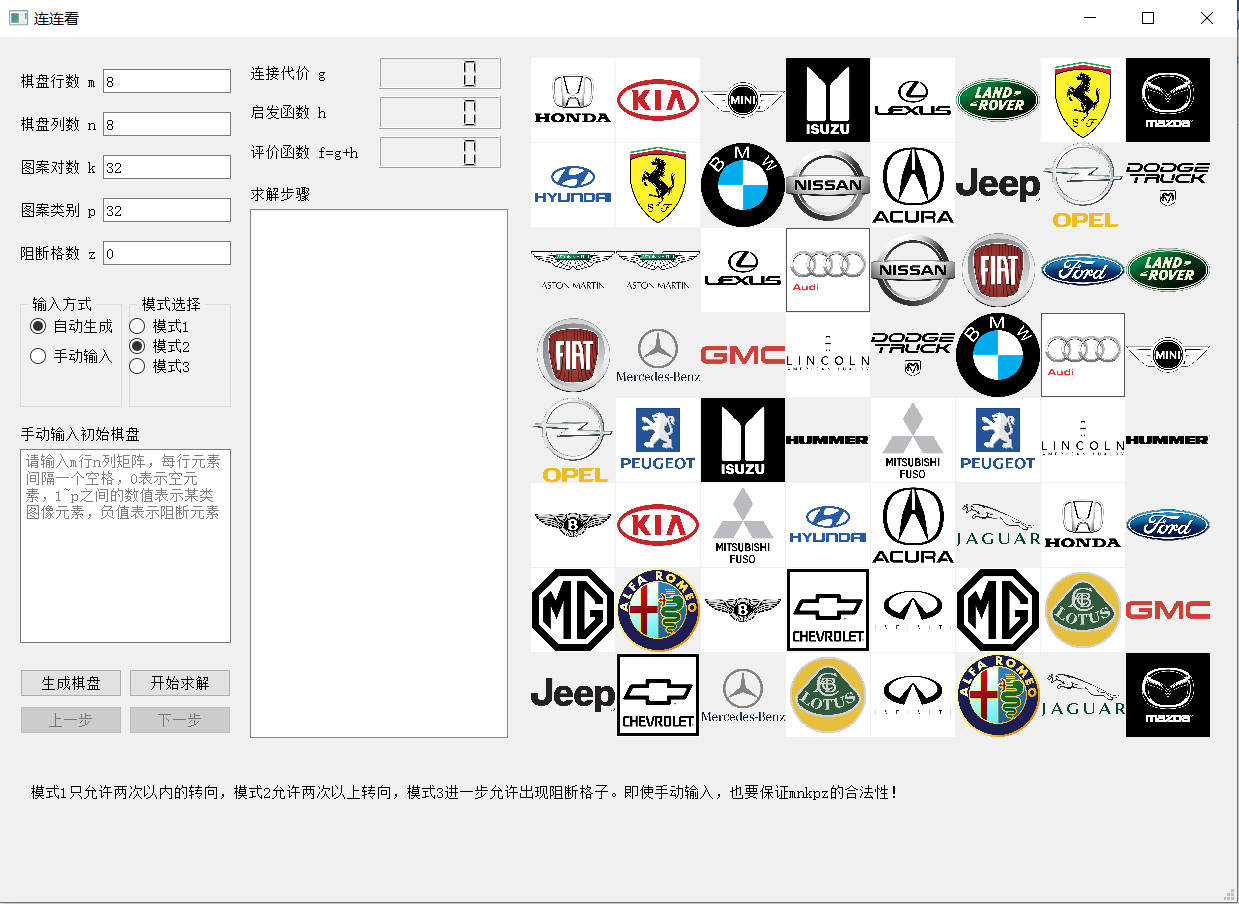 连连看
棋盘行数 m 8
棋盘列数 n 8
图案对数 k 32
图案类别 p 32
阻断格数 z 0
输入方式
自动生成
手动输入
模式选择
模式1
模式2
模式3
手动输入初始棋盘
请输入m行n列矩阵，每行元素
间隔一个空格，0表示空元
素，1~p之间的数值表示某类
图像元素，负值表示阻断元素
生成棋盘 开始求解
上一步 下一步
连接代价 g 0
启发函数 h 0
评价函数 f=g+h 0
求解步骤
HONDA KIA MINI ISUZU LEXUS LAND-ROVER S F mazda
HYUNDAI S F BMW NISSAN ACURA Jeep OPEL DODGE TRUCK
ASTON MARTIN ASTON MARTIN LEXUS Audi NISSAN FIAT Ford LAND-ROVER
FIAT Mercedes-Benz GMC LINCOLN AMERICAN LUXURY DODGE TRUCK BMW Audi MINI
OPEL PEUGEOT ISUZU HUMMER MITSUBISHI FUSO PEUGEOT LINCOLN AMERICAN LUXURY HUMMER
B KIA MITSUBISHI FUSO HYUNDAI ACURA JAGUAR HONDA Ford
MG ALFA ROMEO B CHEVROLET INFINITI MG LOTUS GMC
Jeep CHEVROLET Mercedes-Benz LOTUS INFINITI ALFA ROMEO JAGUAR mazda
模式1只允许两次以内的转向，模式2允许两次以上转向，模式3进一步允许出现阻断格子。即使手动输入，也要保证mnkpz的合法性！